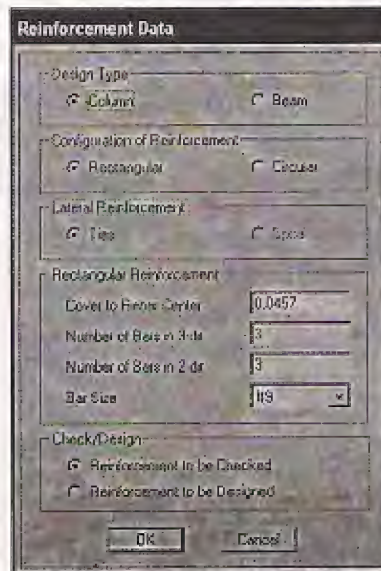 Reinforcement Data
Design Type
Column Beam
Configuration of Reinforcement
Rectangular Circular
Lateral Reinforcement
Ties Spiral
Rectangular Reinforcement
Cover to Rebar Center 0.0457
Number of Bars in 3-dir 3
Number of Bars in 2-dir 3
Bar Size #9
Check/Design
Reinforcement to be Checked
Reinforcement to be Designed
OK Cancel